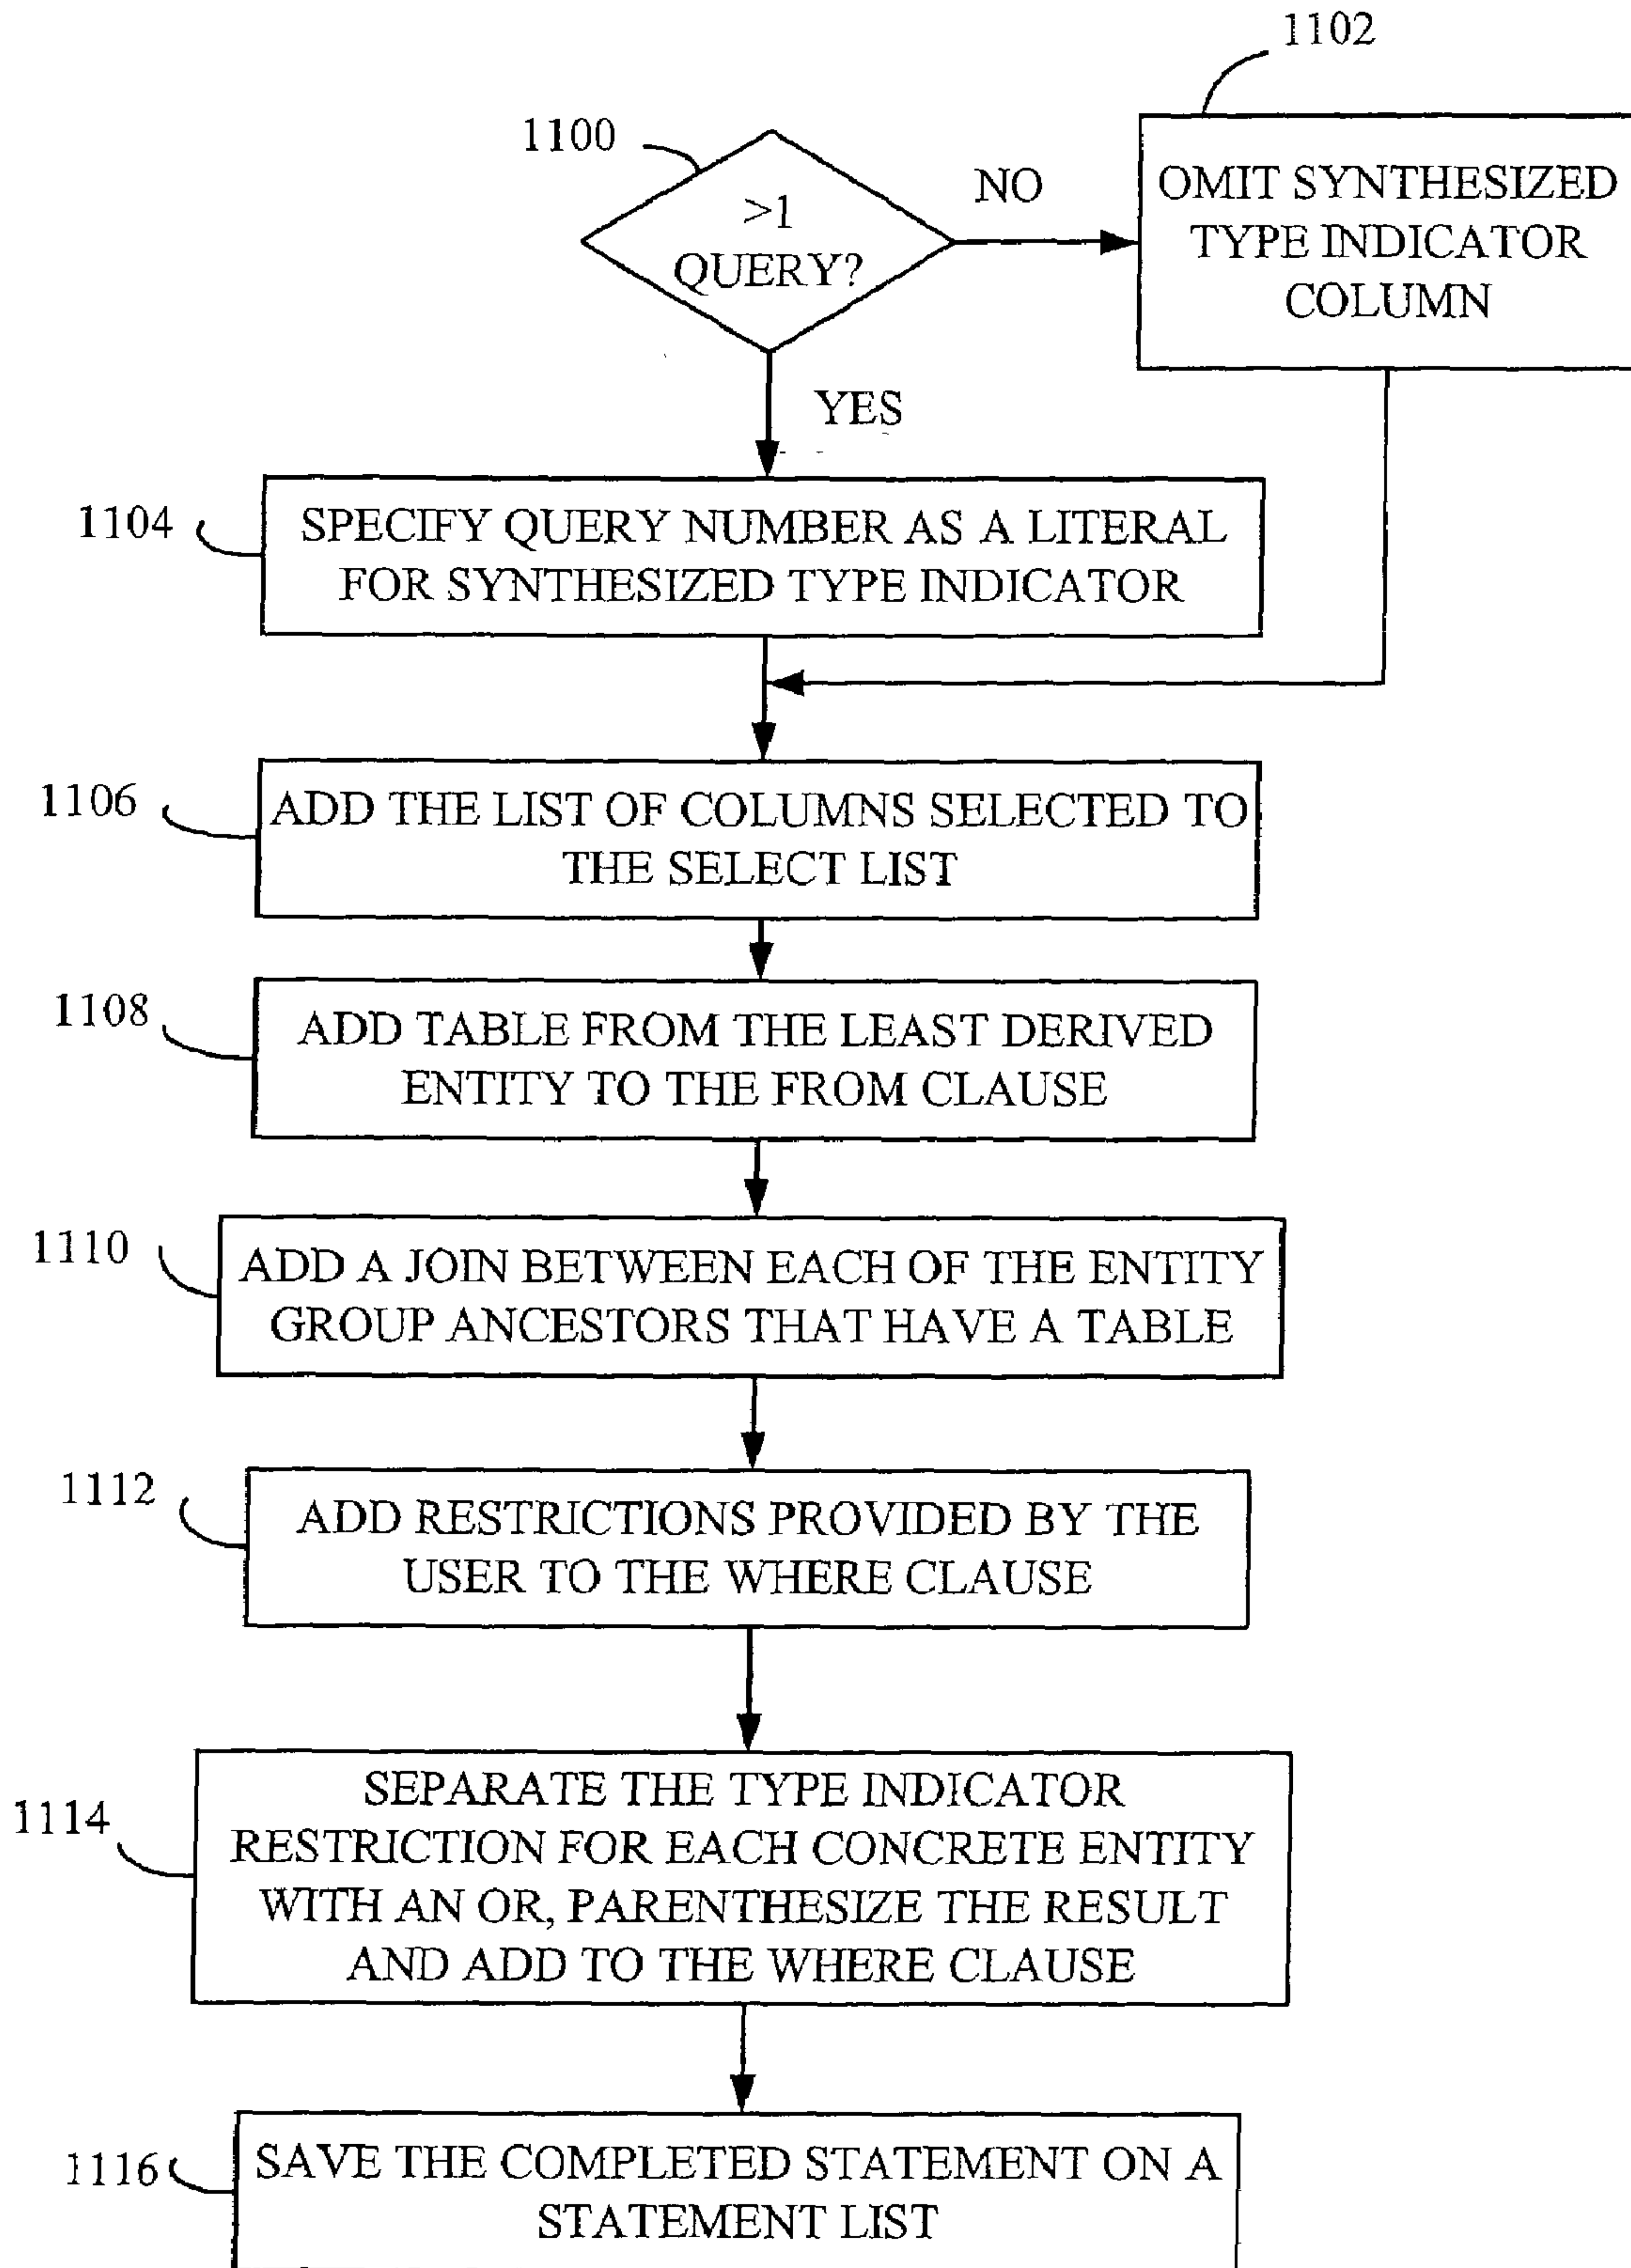 1102
1100
>1
QUERY?
NO
OMIT SYNTHESIZED
TYPE INDICATOR
COLUMN
YES
1104
SPECIFY QUERY NUMBER AS A LITERAL
FOR SYNTHESIZED TYPE INDICATOR
1106
ADD THE LIST OF COLUMNS SELECTED TO
THE SELECT LIST
1108
ADD TABLE FROM THE LEAST DERIVED
ENTITY TO THE FROM CLAUSE
1110
ADD A JOIN BETWEEN EACH OF THE ENTITY
GROUP ANCESTORS THAT HAVE A TABLE
1112
ADD RESTRICTIONS PROVIDED BY THE
USER TO THE WHERE CLAUSE
1114
SEPARATE THE TYPE INDICATOR
RESTRICTION FOR EACH CONCRETE ENTITY
WITH AN OR, PARENTHESIZE THE RESULT
AND ADD TO THE WHERE CLAUSE
1116
SAVE THE COMPLETED STATEMENT ON A
STATEMENT LIST